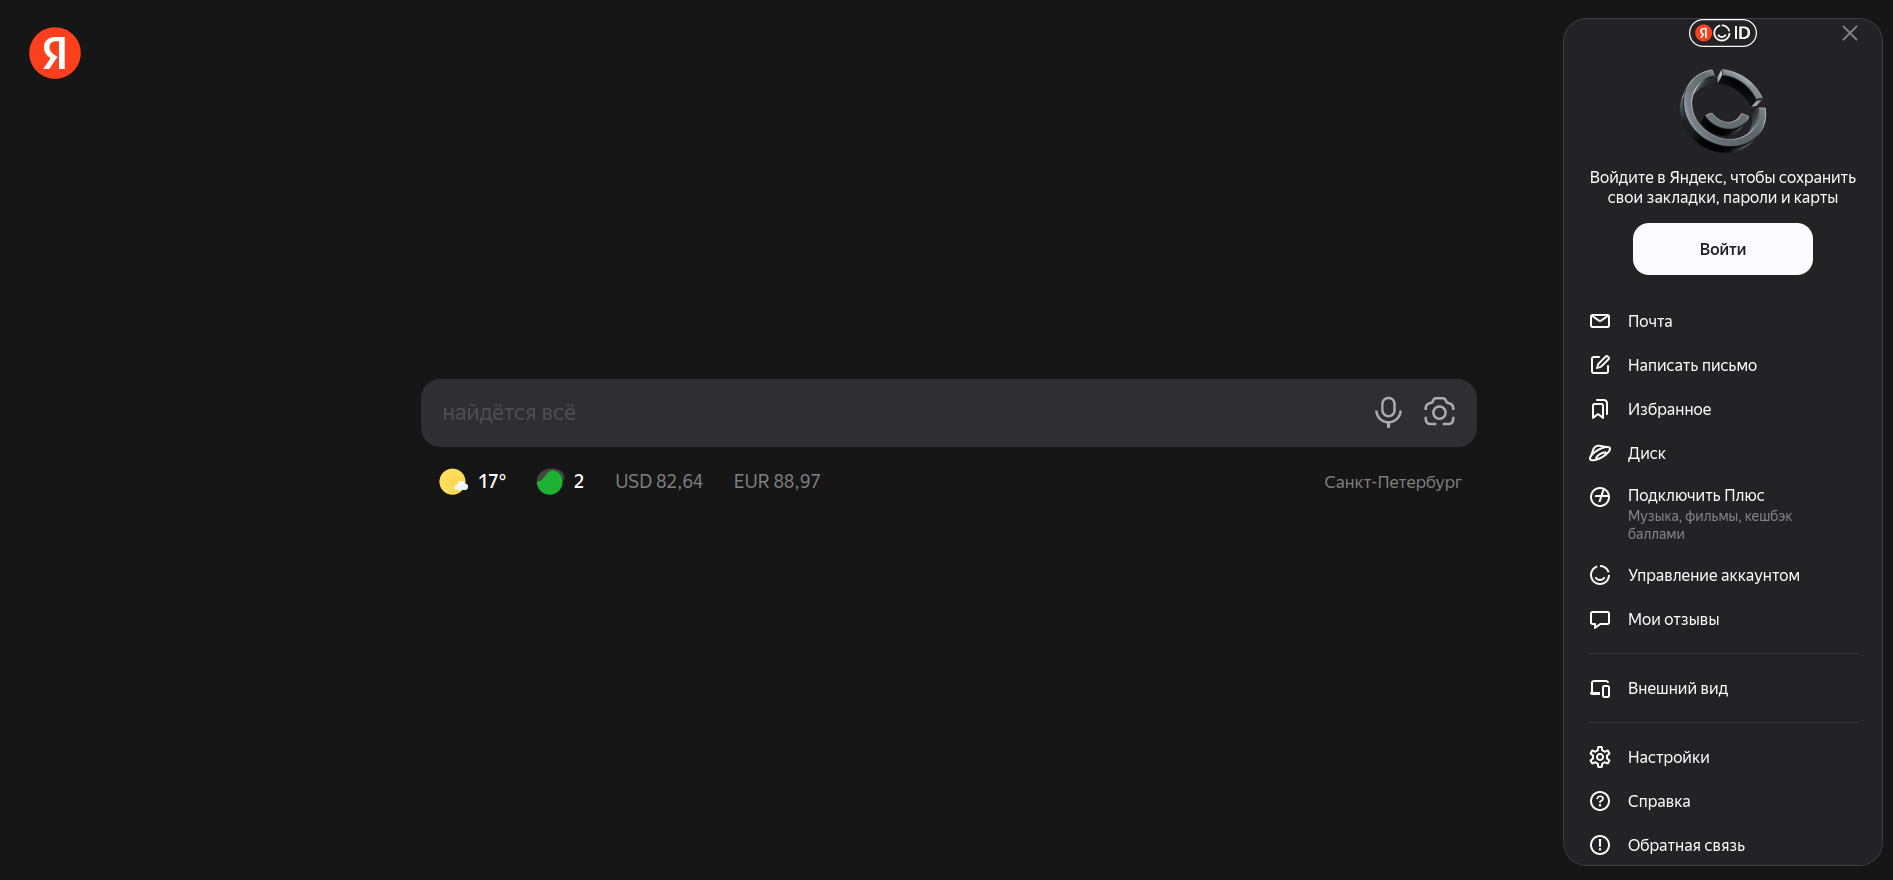 Я
найдётся всё
17°
2
USD 82,64
EUR 88,97
Санкт-Петербург
Я ID
Войдите в Яндекс, чтобы сохранить
свои закладки, пароли и карты
Войти
Почта
Написать письмо
Избранное
Диск
Подключить Плюс
Музыка, фильмы, кешбэк
баллами
Управление аккаунтом
Мои отзывы
Внешний вид
Настройки
Справка
Обратная связь